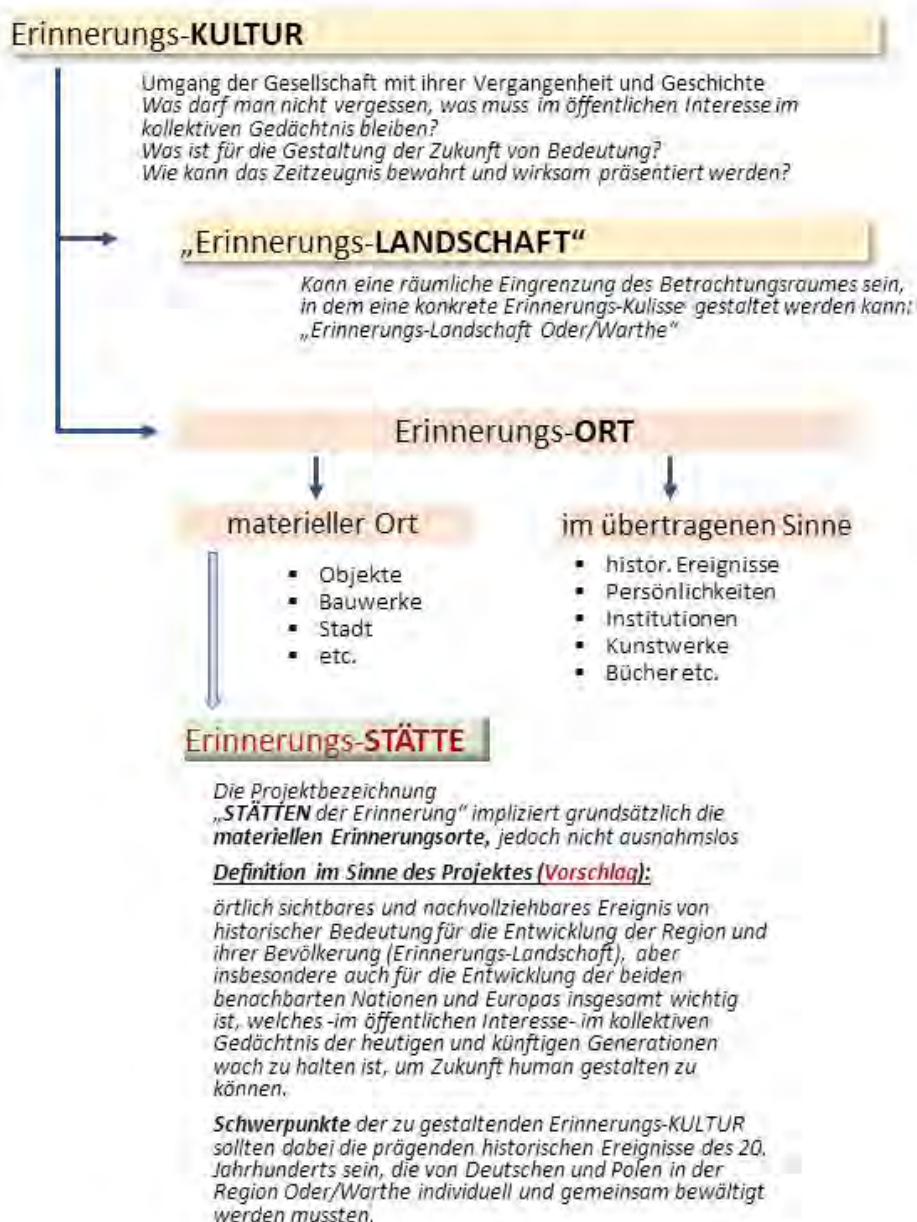 Erinnerungs-KULTUR
Umgang der Gesellschaft mit ihrer Vergangenheit und Geschichte
Was darf man nicht vergessen, was muss im öffentlichen Interesse im
kollektiven Gedächtnis bleiben?
Was ist für die Gestaltung der Zukunft von Bedeutung?
Wie kann das Zeitzeugnis bewahrt und wirksam präsentiert werden?
„Erinnerungs-LANDSCHAFT“
Kann eine räumliche Eingrenzung des Betrachtungsraumes sein,
in dem eine konkrete Erinnerungs-Kulisse gestaltet werden kann:
„Erinnerungs-Landschaft Oder/Warthe“
Erinnerungs-ORT
materieller Ort
▪ Objekte
▪ Bauwerke
▪ Stadt
▪ etc.
im übertragenen Sinne
▪ histor. Ereignisse
▪ Persönlichkeiten
▪ Institutionen
▪ Kunstwerke
▪ Bücher etc.
Erinnerungs-STÄTTE
Die Projektbezeichnung
„STÄTTEN der Erinnerung“ impliziert grundsätzlich die
materiellen Erinnerungsorte, jedoch nicht ausnahmslos
Definition im Sinne des Projektes (Vorschlag):
örtlich sichtbares und nachvollziehbares Ereignis von
historischer Bedeutung für die Entwicklung der Region und
ihrer Bevölkerung (Erinnerungs-Landschaft), aber
insbesondere auch für die Entwicklung der beiden
benachbarten Nationen und Europas insgesamt wichtig
ist, welches -im öffentlichen Interesse- im kollektiven
Gedächtnis der heutigen und künftigen Generationen
wach zu halten ist, um Zukunft human gestalten zu
können.
Schwerpunkte der zu gestaltenden Erinnerungs-KULTUR
sollten dabei die prägenden historischen Ereignisse des 20.
Jahrhunderts sein, die von Deutschen und Polen in der
Region Oder/Warthe individuell und gemeinsam bewältigt
werden mussten.